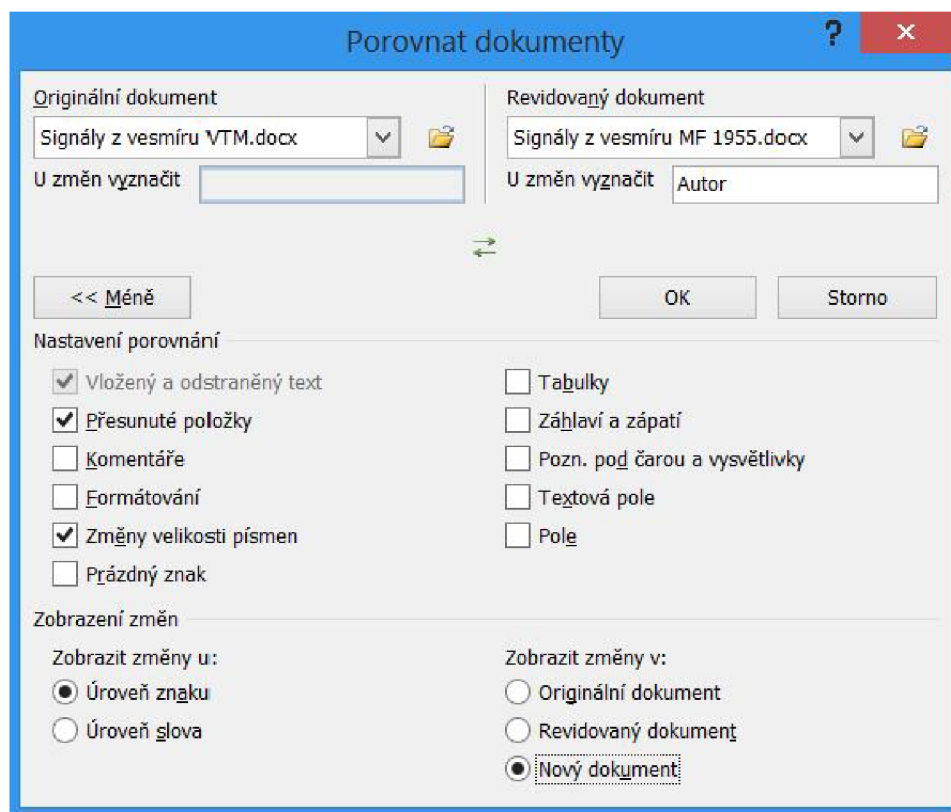 Porovnat dokumenty ?
Originální dokument
Signály z vesmíru VTM.docx
U změn vyznačit
Revidovaný dokument
Signály z vesmíru MF 1955.docx
U změn vyznačit Autor
<< Méně
OK
Storno
Nastavení porovnání
Vložený a odstraněný text
Přesunuté položky
Komentáře
Formátování
Změny velikosti písmen
Prázdný znak
Tabulky
Záhlaví a zápatí
Pozn. pod čarou a vysvětlivky
Textová pole
Pole
Zobrazení změn
Zobrazit změny u:
Úroveň znaku
Úroveň slova
Zobrazit změny v:
Originální dokument
Revidovaný dokument
Nový dokument